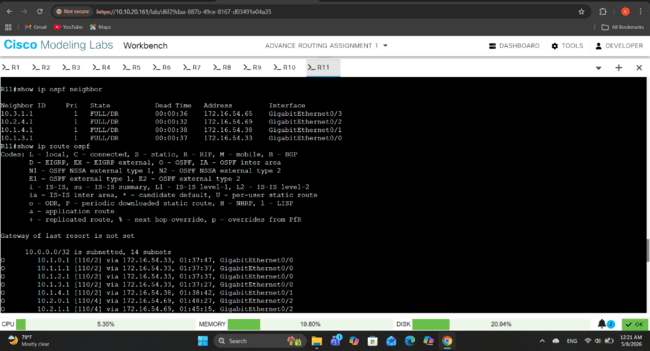 Not secure https://10.10.20.161/lab/d6f29daa-887b-49ce-8167-d03491e04a35
Gmail YouTube Maps All Bookmarks
Cisco Modeling Labs Workbench ADVANCE ROUTING ASSIGNMENT 1 DASHBOARD TOOLS DEVELOPER
R1 R2 R3 R4 R5 R6 R7 R8 R9 R10 R11
R11#show ip ospf neighbor
Neighbor ID Pri State Dead Time Address Interface
10.3.1.1 1 FULL/DR 00:00:36 172.16.54.65 GigabitEthernet0/3
10.2.4.1 1 FULL/DR 00:00:32 172.16.54.69 GigabitEthernet0/2
10.1.4.1 1 FULL/DR 00:00:38 172.16.54.38 GigabitEthernet0/1
10.1.3.1 1 FULL/DR 00:00:37 172.16.54.33 GigabitEthernet0/0
R11#show ip route ospf
Codes: L - local, C - connected, S - static, R - RIP, M - mobile, B - BGP
D - EIGRP, EX - EIGRP external, O - OSPF, IA - OSPF inter area
N1 - OSPF NSSA external type 1, N2 - OSPF NSSA external type 2
E1 - OSPF external type 1, E2 - OSPF external type 2
i - IS-IS, su - IS-IS summary, L1 - IS-IS level-1, L2 - IS-IS level-2
ia - IS-IS inter area, * - candidate default, U - per-user static route
o - ODR, P - periodic downloaded static route, H - NHRP, l - LISP
a - application route
+ - replicated route, % - next hop override, p - overrides from PfR
Gateway of last resort is not set
10.0.0.0/32 is subnetted, 14 subnets
O 10.1.0.1 [110/2] via 172.16.54.33, 01:37:47, GigabitEthernet0/0
O 10.1.1.1 [110/2] via 172.16.54.33, 01:37:37, GigabitEthernet0/0
O 10.1.2.1 [110/2] via 172.16.54.33, 01:37:37, GigabitEthernet0/0
O 10.1.3.1 [110/2] via 172.16.54.33, 01:37:27, GigabitEthernet0/0
O 10.1.4.1 [110/2] via 172.16.54.38, 01:38:42, GigabitEthernet0/1
O 10.2.0.1 [110/4] via 172.16.54.69, 01:48:27, GigabitEthernet0/2
O 10.2.1.1 [110/4] via 172.16.54.69, 01:45:15, GigabitEthernet0/2
CPU 5.35% MEMORY 19.80% DISK 20.94% 2 OK
79°F
Mostly clear
Search
ENG
12:31 AM
5/6/2026